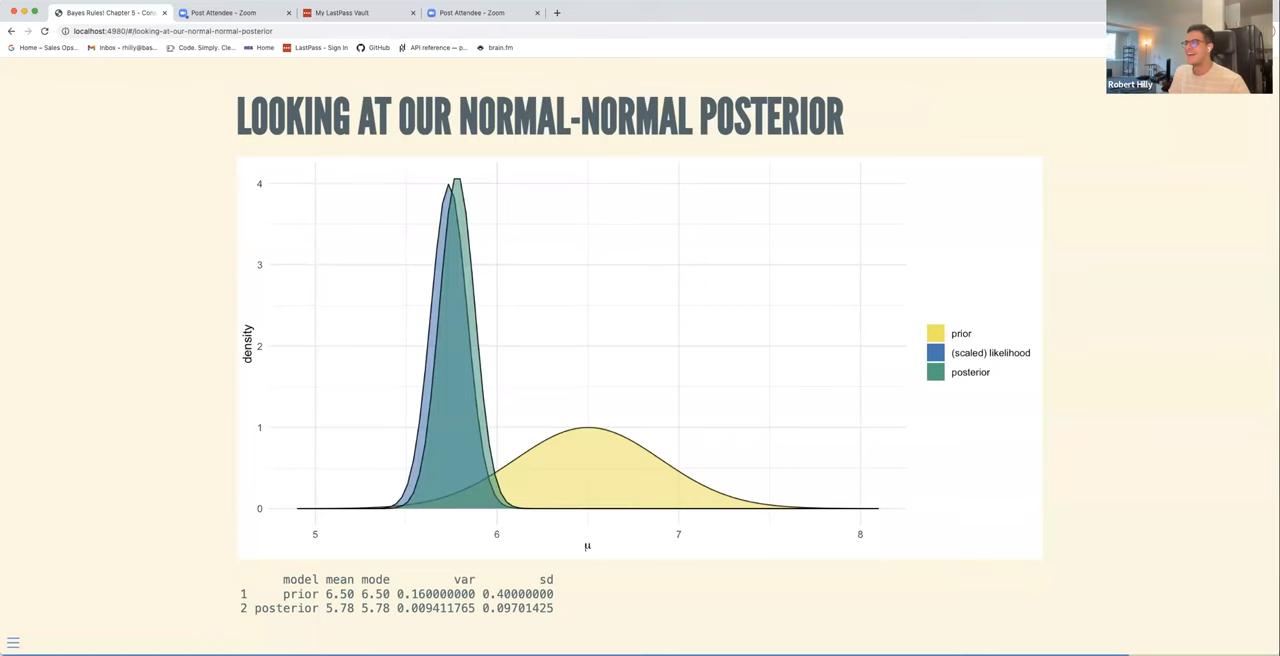 Bayes Rules! Chapter 5 - Con
Post Attendee - Zoom
My LastPass Vault
Post Attendee - Zoom
localhost:4980/#/looking-at-our-normal-normal-posterior
Home – Sales Ops...
Inbox - rhilly@bas...
Code. Simply. Cle...
Home
LastPass - Sign In
GitHub
API reference — p...
brain.fm
Robert Hilly
LOOKING AT OUR NORMAL-NORMAL POSTERIOR
4
3
2
1
0
density
5 6 7 8
μ
prior
(scaled) likelihood
posterior
model mean mode var sd
1 prior 6.50 6.50 0.160000000 0.40000000
2 posterior 5.78 5.78 0.009411765 0.09701425